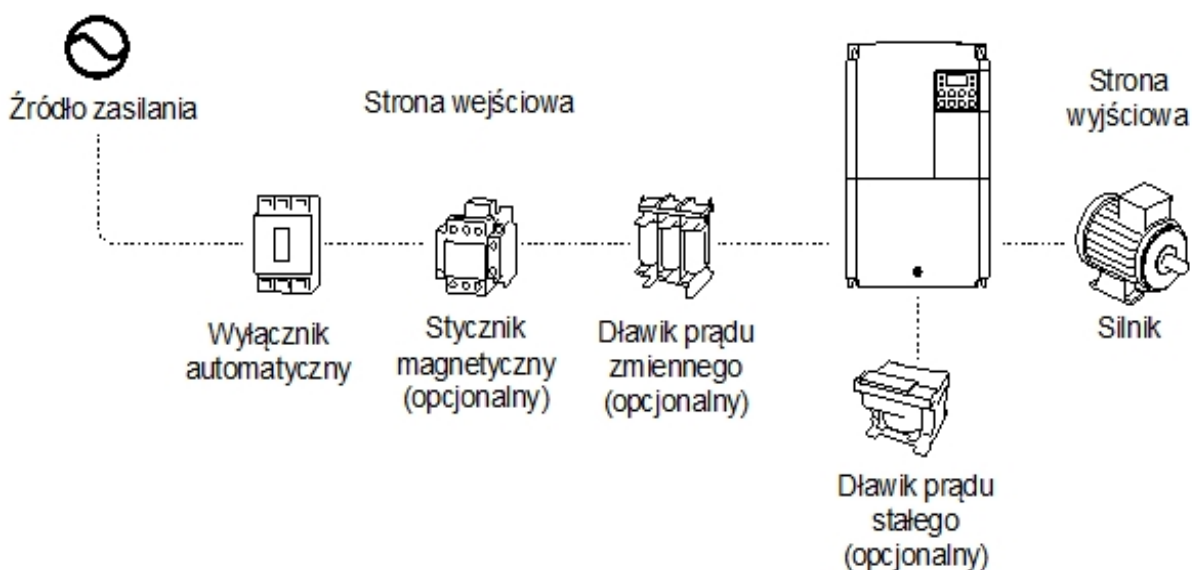 Źródło zasilania
Strona wejściowa
Strona
wyjściowa
Wyłącznik
automatyczny
Stycznik
magnetyczny
(opcjonalny)
Dławik prądu
zmiennego
(opcjonalny)
Silnik
Dławik prądu
stałego
(opcjonalny)